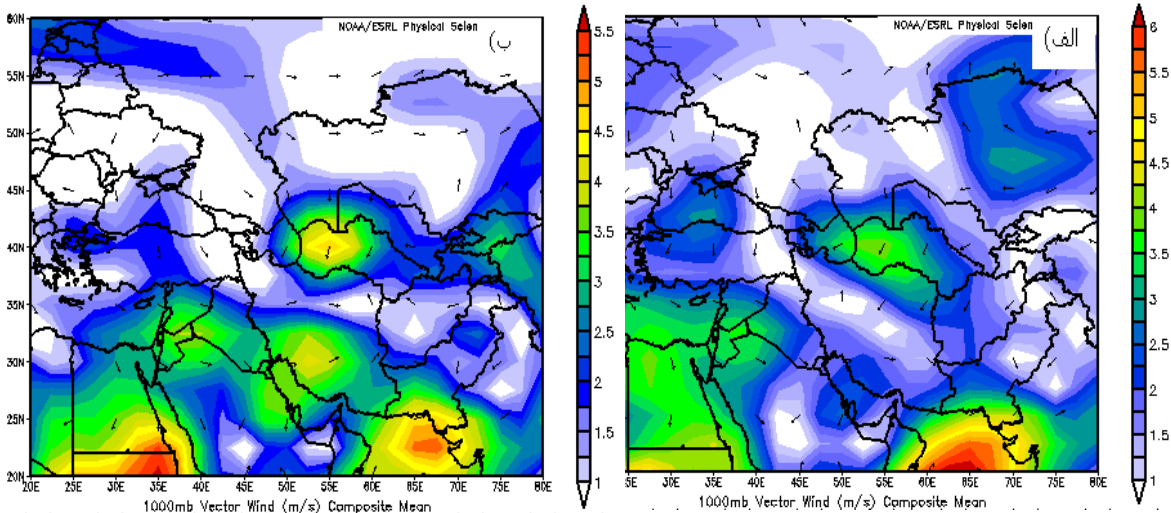 NOAA/ESRL Physical Scien
ب)
60N
55N
50N
45N
40N
35N
30N
25N
20N
20E 25E 30E 35E 40E 45E 50E 55E 60E 65E 70E 75E 80E
1000mb Vector Wind (m/s) Composite Mean
5.5
5
4.5
4
3.5
3
2.5
2
1.5
1
NOAA/ESRL Physical Scien
الف)
25E 30E 35E 40E 45E 50E 55E 60E 65E 70E 75E 80E
1000mb Vector Wind (m/s) Composite Mean
6
5.5
5
4.5
4
3.5
3
2.5
2
1.5
1